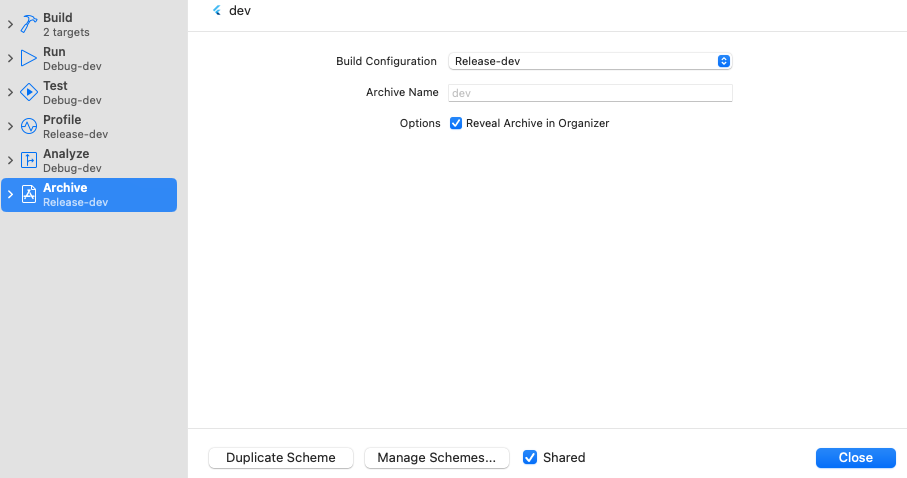 dev
Build
2 targets
Run
Debug-dev
Test
Debug-dev
Profile
Release-dev
Analyze
Debug-dev
Archive
Release-dev
Build Configuration Release-dev
Archive Name dev
Options Reveal Archive in Organizer
Duplicate Scheme Manage Schemes... Shared Close